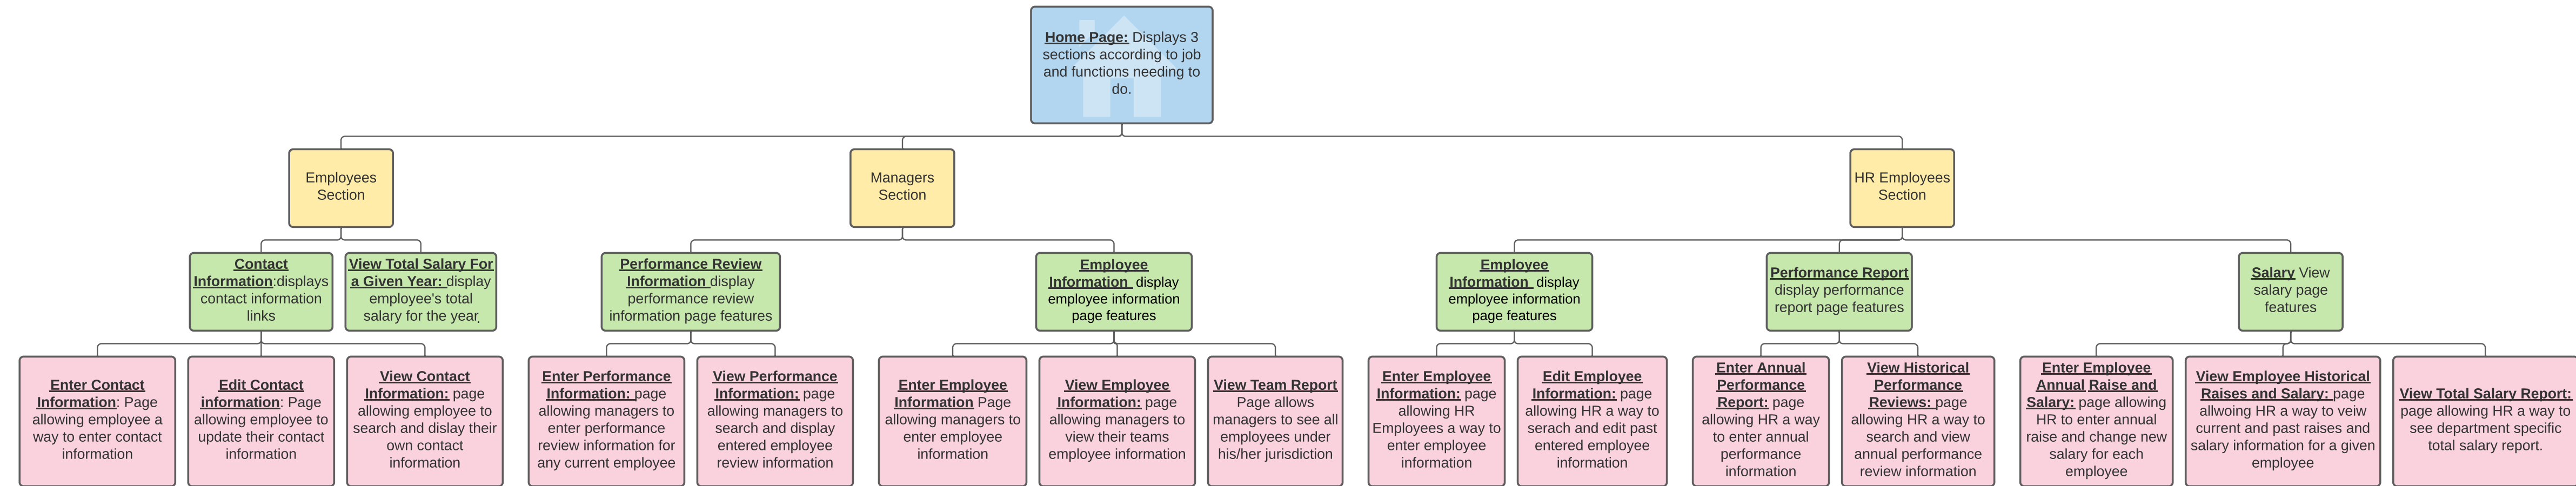 Home Page: Displays 3
sections according to job
and functions needing to
do.
Employees
Section
Managers
Section
HR Employees
Section
Contact
Information:displays
contact information
links
View Total Salary For
a Given Year: display
employee's total
salary for the year.
Performance Review
Information display
performance review
information page features
Employee
Information display
employee information
page features
Employee
Information display
employee information
page features
Performance Report
display performance
report page features
Salary View
salary page
features
Enter Contact
Information: Page
allowing employee a
way to enter contact
information
Edit Contact
information: Page
allowing employee to
update their contact
information
View Contact
Information: page
allowing employee to
search and dislay their
own contact
information
Enter Performance
Information: page
allowing managers to
enter performance
review information for
any current employee
View Performance
Information: page
allowing managers to
search and display
entered employee
review information
Enter Employee
Information Page
allowing managers to
enter employee
information
View Employee
Information: page
allowing managers to
view their teams
employee information
View Team Report
Page allows
managers to see all
employees under
his/her jurisdiction
Enter Employee
Information: page
allowing HR
Employees a way to
enter employee
information
Edit Employee
Information: page
allowing HR a way to
serach and edit past
entered employee
information
Enter Annual
Performance
Report: page
allowing HR a way
to enter annual
performance
information
View Historical
Performance
Reviews: page
allowing HR a way to
search and view
annual performance
review information
Enter Employee
Annual Raise and
Salary: page allowing
HR to enter annual
raise and change new
salary for each
employee
View Employee Historical
Raises and Salary: page
allwoing HR a way to veiw
current and past raises and
salary information for a given
employee
View Total Salary Report:
page allowing HR a way to
see department specific
total salary report.